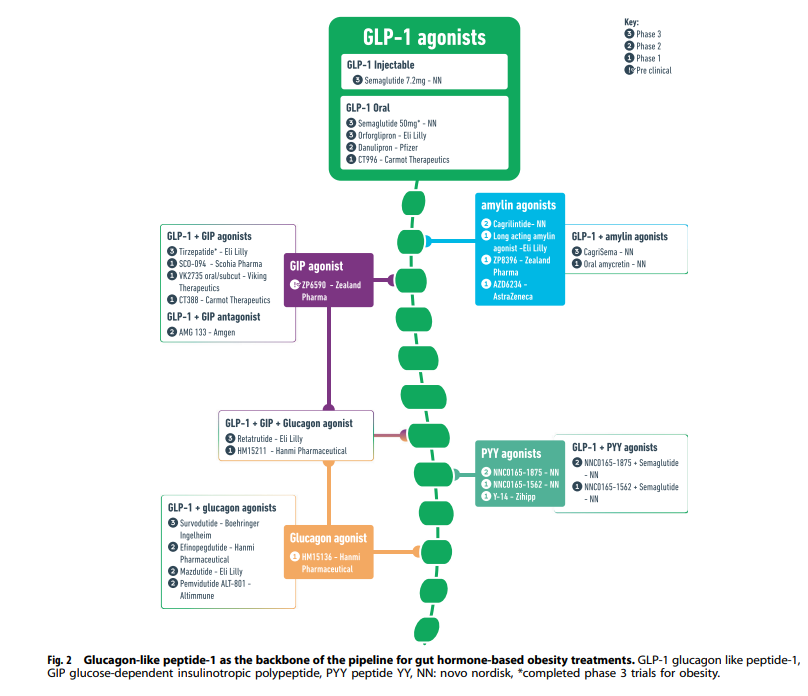 GLP-1 agonists
GLP-1 Injectable
3 Semaglutide 7.2mg - NN
GLP-1 Oral
3 Semaglutide 50mg* - NN
3 Orforglipron - Eli Lilly
2 Danulipron - Pfizer
1 CT996 - Carmot Therapeutics
Key:
3 Phase 3
2 Phase 2
1 Phase 1
Pre clinical
amylin agonists
2 Cagrilintide- NN
1 Long acting amylin
agonist -Eli Lilly
1 ZP8396 - Zealand
Pharma
1 AZD6234 -
AstraZeneca
GLP-1 + amylin agonists
3 CagriSema - NN
1 Oral amycretin - NN
GLP-1 + GIP agonists
3 Tirzepatide* - Eli Lilly
1 SCO-094 - Scohia Pharma
1 VK2735 oral/subcut - Viking
Therapeutics
1 CT388 - Carmot Therapeutics
GLP-1 + GIP antagonist
2 AMG 133 - Amgen
GIP agonist
ZP6590 - Zealand
Pharma
GLP-1 + GIP + Glucagon agonist
3 Retatrutide - Eli Lilly
1 HM15211 - Hanmi Pharmaceutical
PYY agonists
2 NNC0165-1875 - NN
1 NNC0165-1562 - NN
1 Y-14 - Zihipp
GLP-1 + PYY agonists
2 NNC0165-1875 + Semaglutide
- NN
1 NNC0165-1562 + Semaglutide
- NN
GLP-1 + glucagon agonists
3 Survodutide - Boehringer
Ingelheim
2 Efinopegdutide - Hanmi
Pharmaceutical
2 Mazdutide - Eli Lilly
2 Pemvidutide ALT-801 -
Altimmune
Glucagon agonist
1 HM15136 - Hanmi
Pharmaceutical
Fig. 2 Glucagon-like peptide-1 as the backbone of the pipeline for gut hormone-based obesity treatments. GLP-1 glucagon like peptide-1,
GIP glucose-dependent insulinotropic polypeptide, PYY peptide YY, NN: novo nordisk, *completed phase 3 trials for obesity.